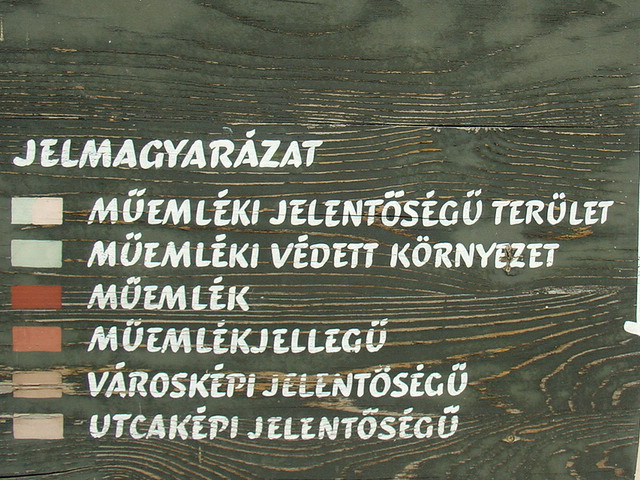 JELMAGYARÁZAT
MŰEMLÉKI JELENTŐSÉGŰ TERÜLET
MŰEMLÉKI VÉDETT KÖRNYEZET
MŰEMLÉK
MŰEMLÉKJELLEGŰ
VÁROSKÉPI JELENTŐSÉGŰ
UTCAKÉPI JELENTŐSÉGŰ